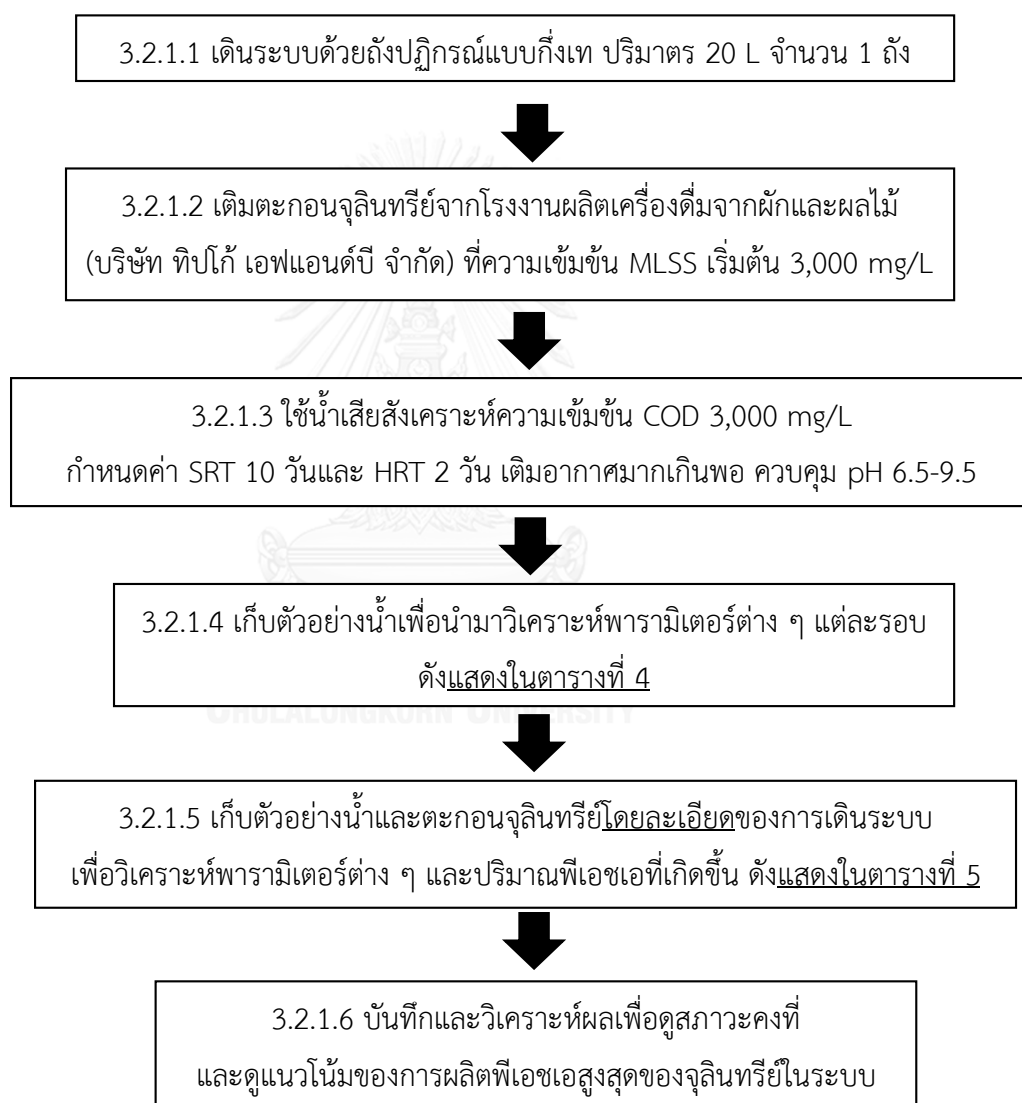 3.2.1.1 เดินระบบด้วยถังปฏิกรณ์แบบกึ่งเท ปริมาตร 20 L จำนวน 1 ถัง
3.2.1.2 เติมตะกอนจุลินทรีย์จากโรงงานผลิตเครื่องดื่มจากผักและผลไม้
(บริษัท ทิปโก้ เอฟแอนด์บี จำกัด) ที่ความเข้มข้น MLSS เริ่มต้น 3,000 mg/L
3.2.1.3 ใช้น้ำเสียสังเคราะห์ความเข้มข้น COD 3,000 mg/L
กำหนดค่า SRT 10 วันและ HRT 2 วัน เติมอากาศมากเกินพอ ควบคุม pH 6.5-9.5
3.2.1.4 เก็บตัวอย่างน้ำเพื่อนำมาวิเคราะห์พารามิเตอร์ต่าง ๆ แต่ละรอบ
ดังแสดงในตารางที่ 4
CHULALONGKORN UNIVERSITY
3.2.1.5 เก็บตัวอย่างน้ำและตะกอนจุลินทรีย์โดยละเอียดของการเดินระบบ
เพื่อวิเคราะห์พารามิเตอร์ต่าง ๆ และปริมาณพีเอชเอที่เกิดขึ้น ดังแสดงในตารางที่ 5
3.2.1.6 บันทึกและวิเคราะห์ผลเพื่อดูสภาวะคงที่
และดูแนวโน้มของการผลิตพีเอชเอสูงสุดของจุลินทรีย์ในระบบ